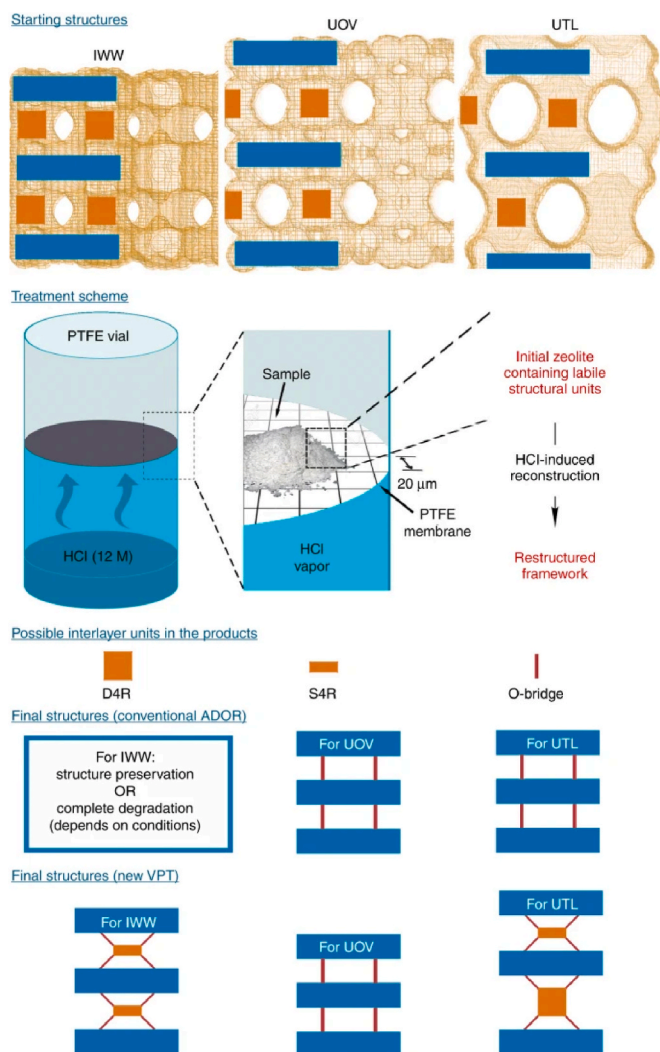 Starting structures
IWW
UOV
UTL
Treatment scheme
PTFE vial
HCl (12 M)
Sample
20 µm
PTFE
membrane
HCl
vapor
Initial zeolite
containing labile
structural units
HCl-induced
reconstruction
Restructured
framework
Possible interlayer units in the products
D4R
S4R
O-bridge
Final structures (conventional ADOR)
For IWW:
structure preservation
OR
complete degradation
(depends on conditions)
For UOV
For UTL
Final structures (new VPT)
For IWW
For UOV
For UTL